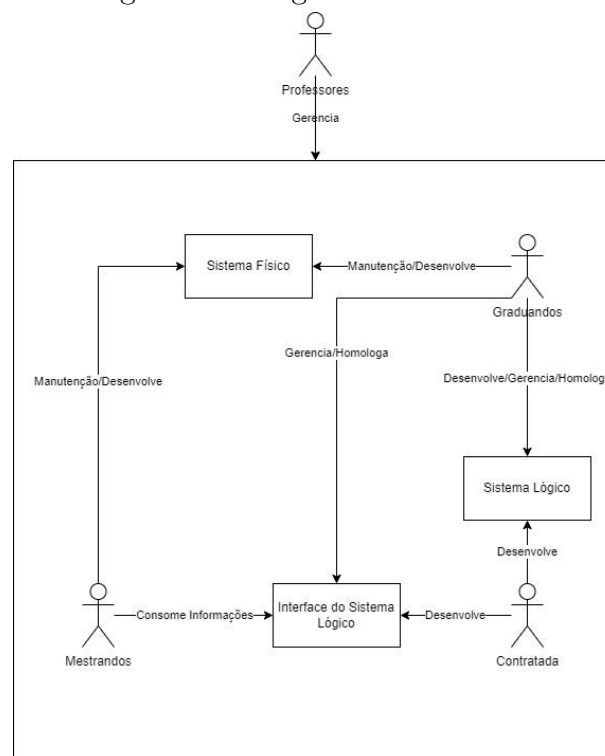 Professores
Gerencia
Sistema Físico
Manutenção/Desenvolve
Graduandos
Gerencia/Homologa
Manutenção/Desenvolve
Desenvolve/Gerencia/Homolog
Sistema Lógico
Desenvolve
Consome Informações
Interface do Sistema
Lógico
Desenvolve
Mestrandos
Contratada